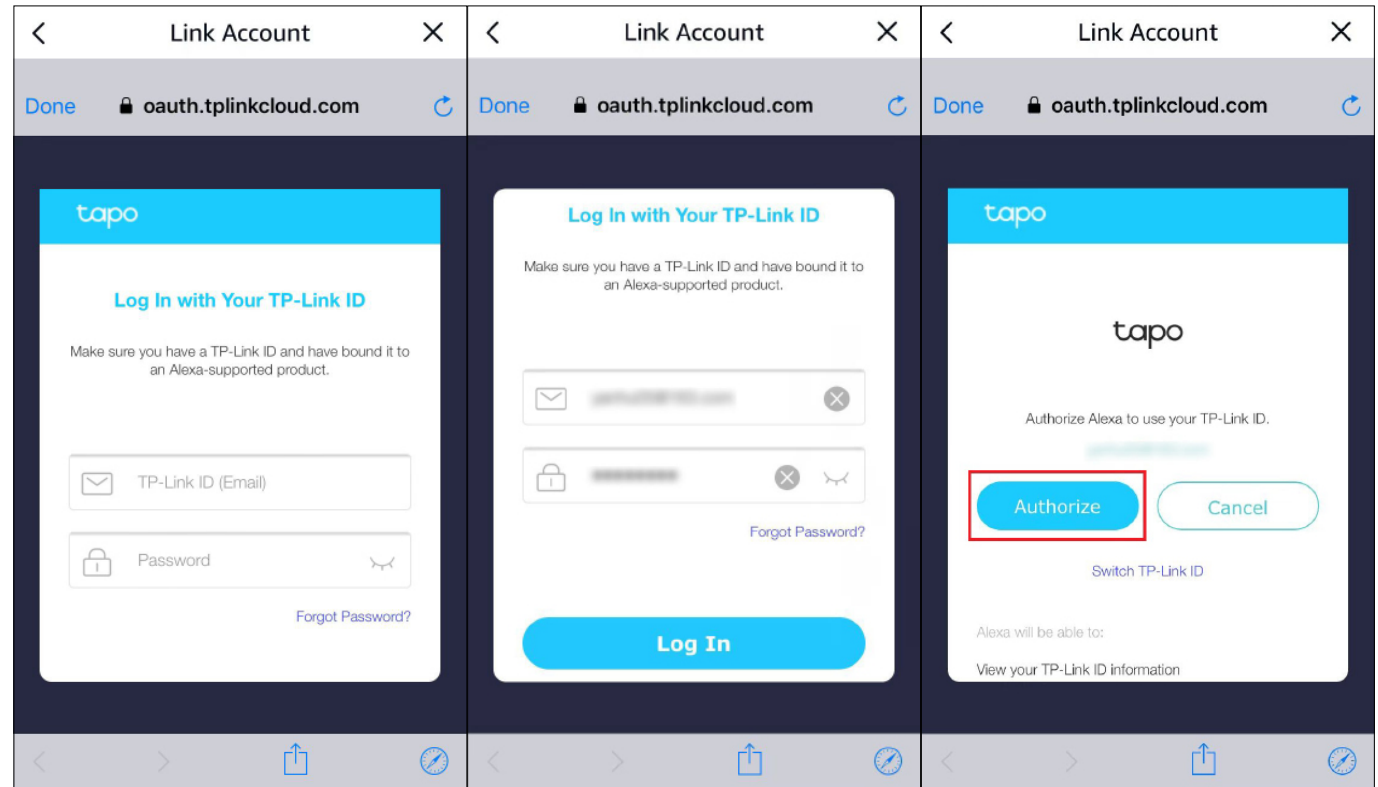 Link Account
Done
oauth.tplinkcloud.com
tapo
Log In with Your TP-Link ID
Make sure you have a TP-Link ID and have bound it to
an Alexa-supported product.
TP-Link ID (Email)
Password
Forgot Password?
Link Account
Done
oauth.tplinkcloud.com
Log In with Your TP-Link ID
Make sure you have a TP-Link ID and have bound it to
an Alexa-supported product.
Forgot Password?
Log In
Link Account
Done
oauth.tplinkcloud.com
tapo
tapo
Authorize Alexa to use your TP-Link ID.
Authorize
Cancel
Switch TP-Link ID
Alexa will be able to:
View your TP-Link ID information